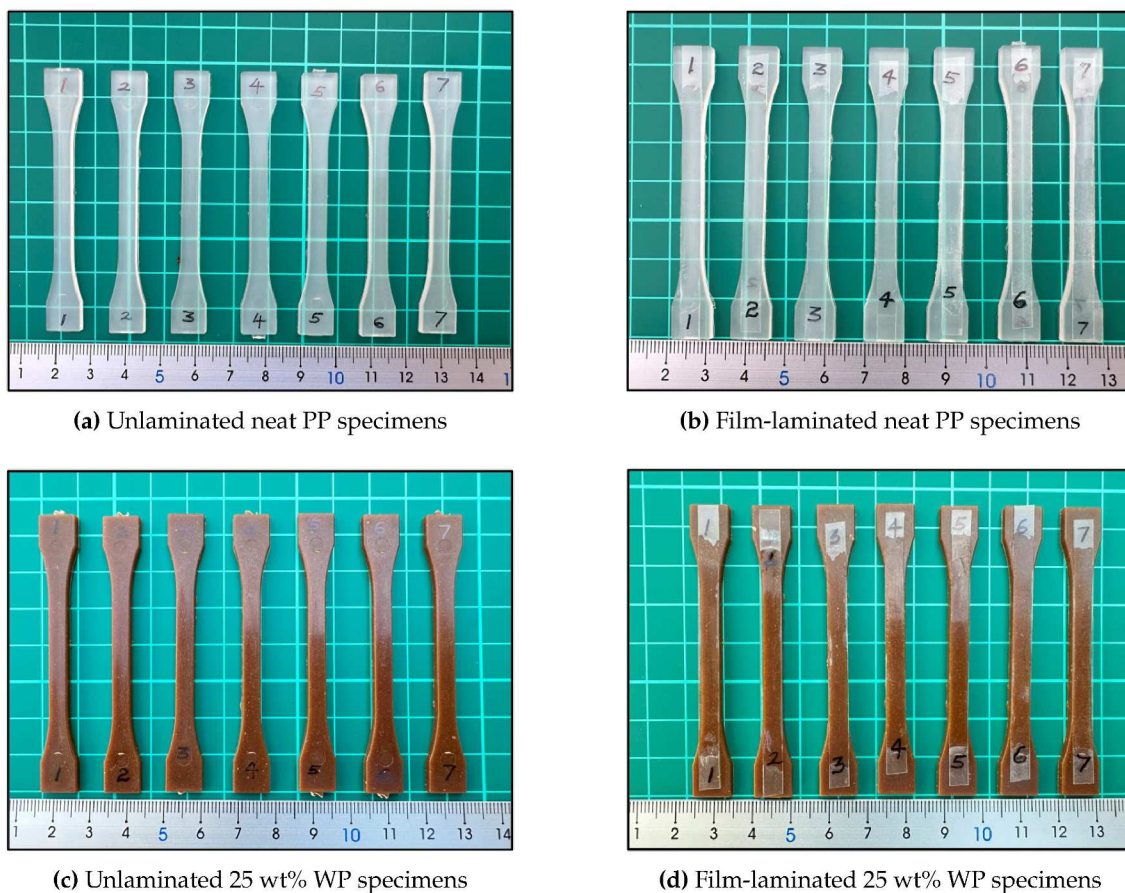 1 2 3 4 5 6 7
1 2 3 4 5 6 7
1 2 3 4 5 6 7 8 9 10 11 12 13 14 1
(a) Unlaminated neat PP specimens
1 2 3 4 5 6 7
1 2 3 4 5 6 7
2 3 4 5 6 7 8 9 10 11 12 13
(b) Film-laminated neat PP specimens
1 5 6 7
1 2 3 4 5 6 7
1 2 3 4 5 6 7 8 9 10 11 12 13 14
(c) Unlaminated 25 wt% WP specimens
1 3 4 5 6 7
1 2 3 4 5 6 7
1 2 3 4 5 6 7 8 9 10 11 12 13
(d) Film-laminated 25 wt% WP specimens